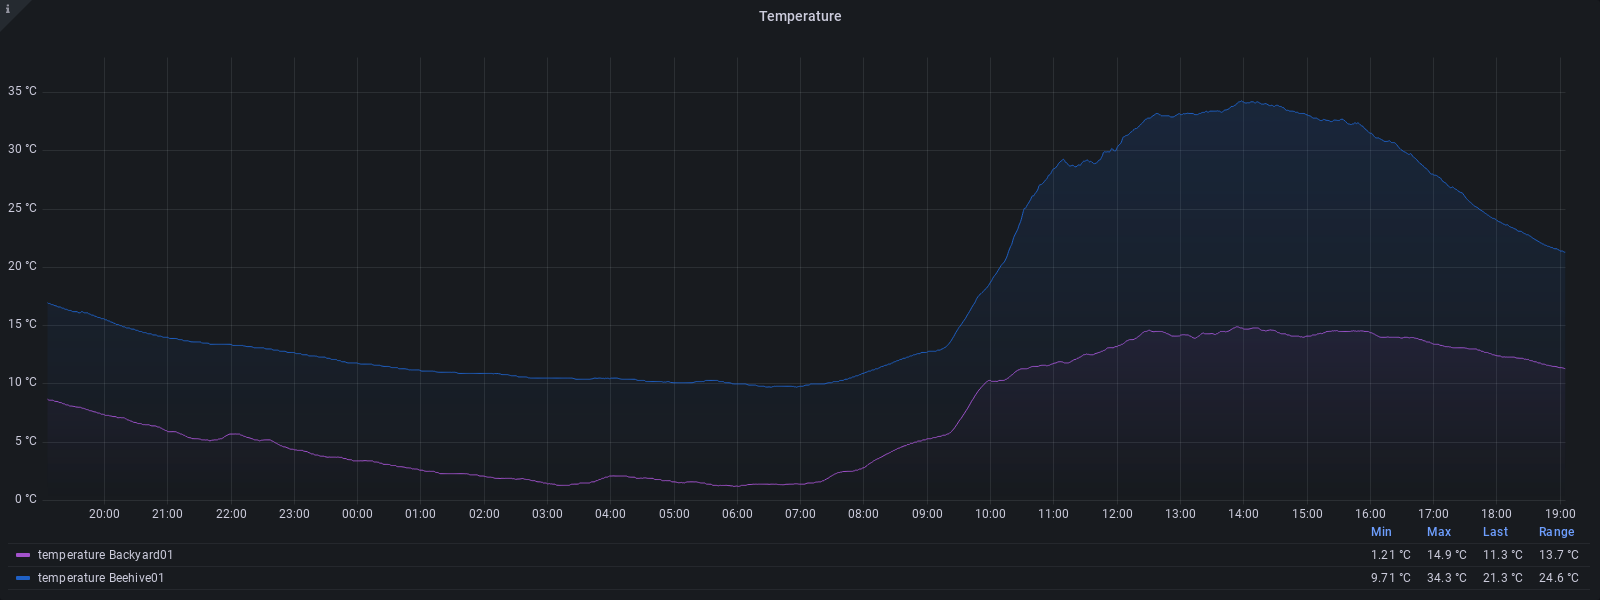 i
Temperature
35 °C
30 °C
25 °C
20 °C
15 °C
10 °C
5 °C
0 °C
20:00 21:00 22:00 23:00 00:00 01:00 02:00 03:00 04:00 05:00 06:00 07:00 08:00 09:00 10:00 11:00 12:00 13:00 14:00 15:00 16:00 17:00 18:00 19:00
Min Max Last Range
temperature Backyard01 1.21 °C 14.9 °C 11.3 °C 13.7 °C
temperature Beehive01 9.71 °C 34.3 °C 21.3 °C 24.6 °C